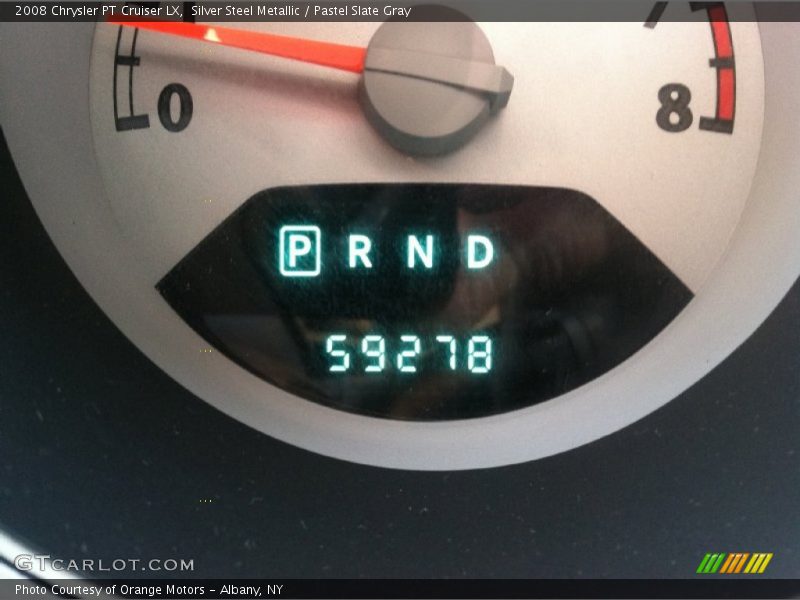 2008 Chrysler PT Cruiser LX, Silver Steel Metallic / Pastel Slate Gray
0 8
P R N D
59278
GTCARLOT.COM
Photo Courtesy of Orange Motors – Albany, NY